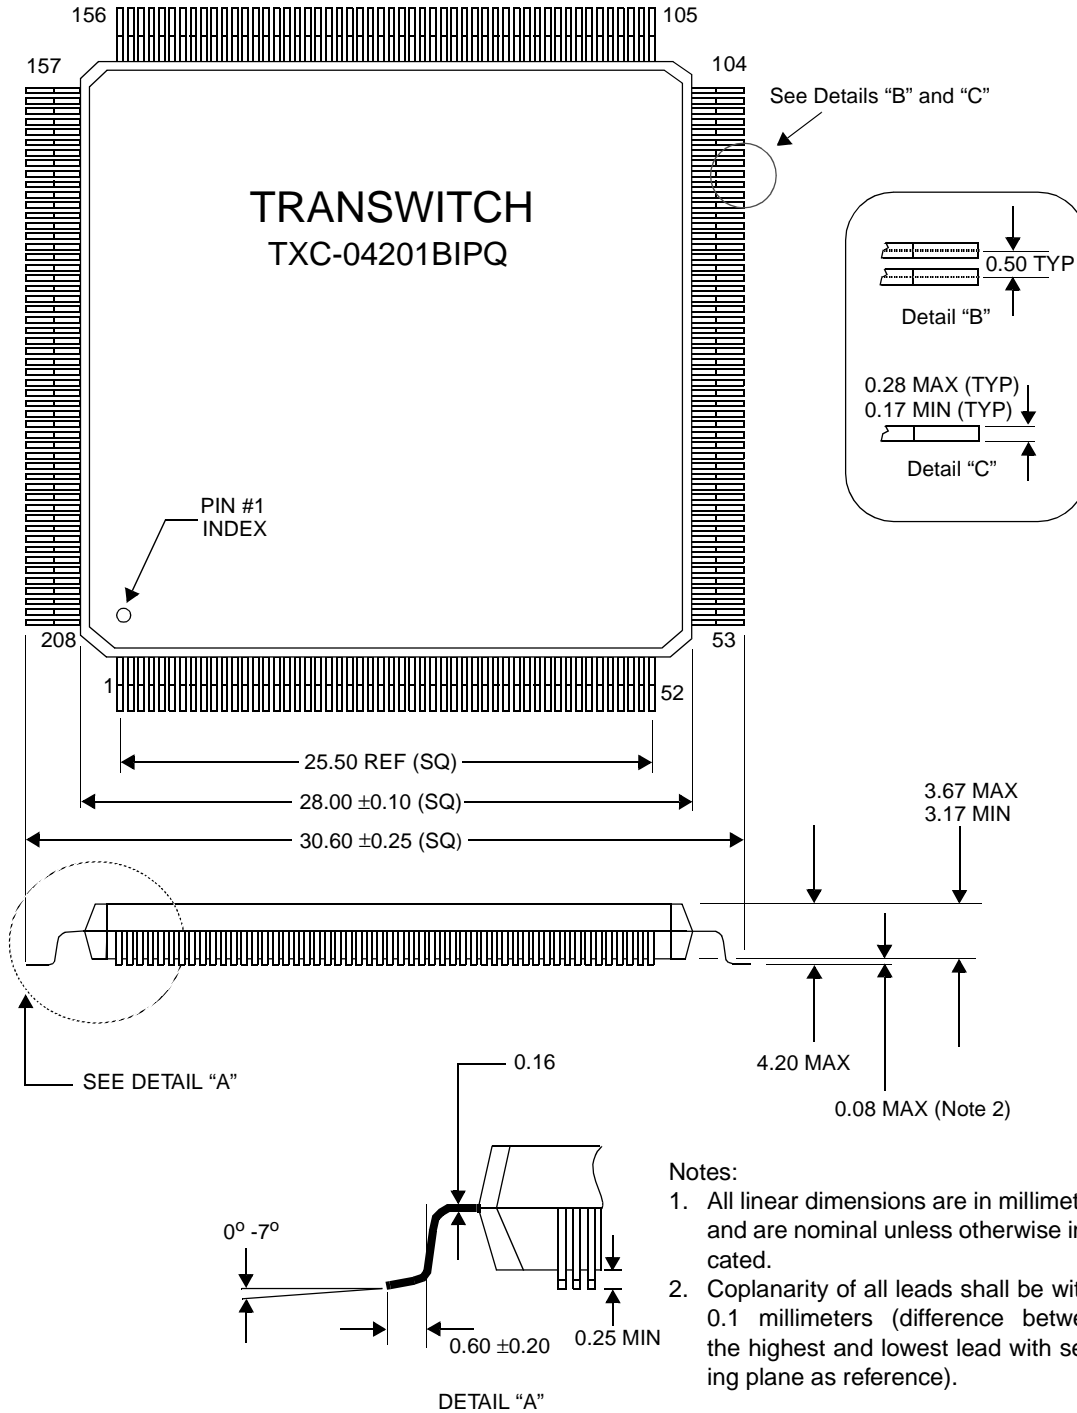 156
105
157
104
See Details “B” and “C”
TRANSWITCH
TXC-04201BIPQ
0.50 TYP
Detail “B”
0.28 MAX (TYP)
0.17 MIN (TYP)
Detail “C”
PIN #1
INDEX
208
53
1
52
25.50 REF (SQ)
28.00 ±0.10 (SQ)
30.60 ±0.25 (SQ)
3.67 MAX
3.17 MIN
4.20 MAX
0.08 MAX (Note 2)
SEE DETAIL “A”
0.16
0º -7º
0.60 ±0.20
0.25 MIN
DETAIL “A”
Notes:
1. All linear dimensions are in
and are nominal unless otherwise
cated.
2. Coplanarity of all leads shall be
0.1 millimeters (difference
the highest and lowest lead with
ing plane as reference).